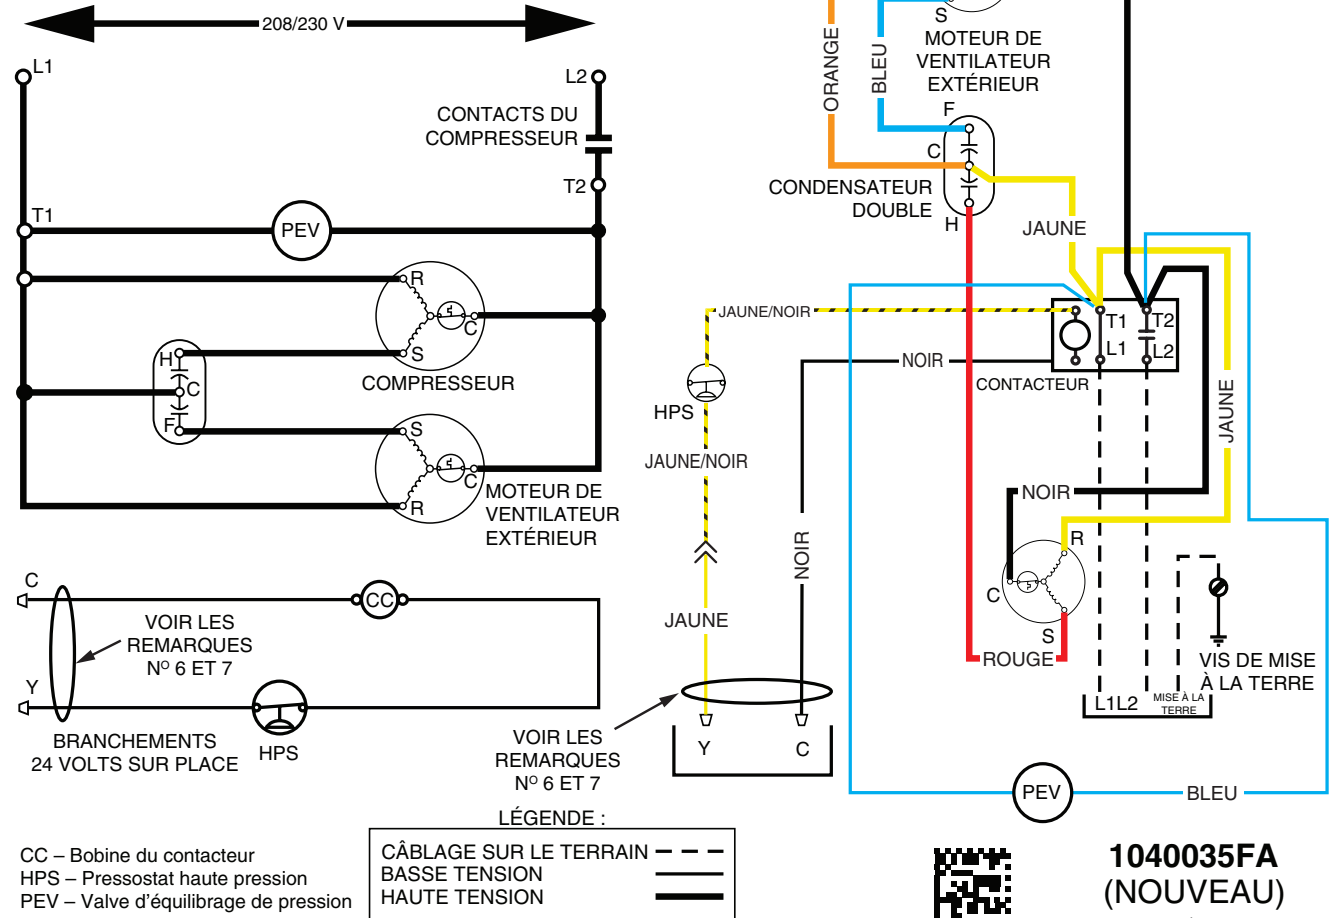 208/230 V
L1
L2
CONTACTS DU
COMPRESSEUR
T2
T1
PEV
R
C
S
COMPRESSEUR
H
C
F
S
C
R
MOTEUR DE
VENTILATEUR
EXTÉRIEUR
C
CC
VOIR LES
REMARQUES
Nº 6 ET 7
Y
HPS
BRANCHEMENTS
24 VOLTS SUR PLACE
S
MOTEUR DE
VENTILATEUR
EXTÉRIEUR
ORANGE
BLEU
F
C
CONDENSATEUR
DOUBLE
H
JAUNE
JAUNE/NOIR
T1
T2
L1
L2
NOIR
CONTACTEUR
HPS
JAUNE
JAUNE/NOIR
NOIR
NOIR
R
C
S
JAUNE
ROUGE
VIS DE MISE
À LA TERRE
L1
L2
MISE À LA
TERRE
VOIR LES
REMARQUES
Nº 6 ET 7
Y
C
PEV
BLEU
LÉGENDE :
CÂBLAGE SUR LE TERRAIN
BASSE TENSION
HAUTE TENSION
CC – Bobine du contacteur
HPS – Pressostat haute pression
PEV – Valve d'équilibrage de pression
1040035FA
(NOUVEAU)